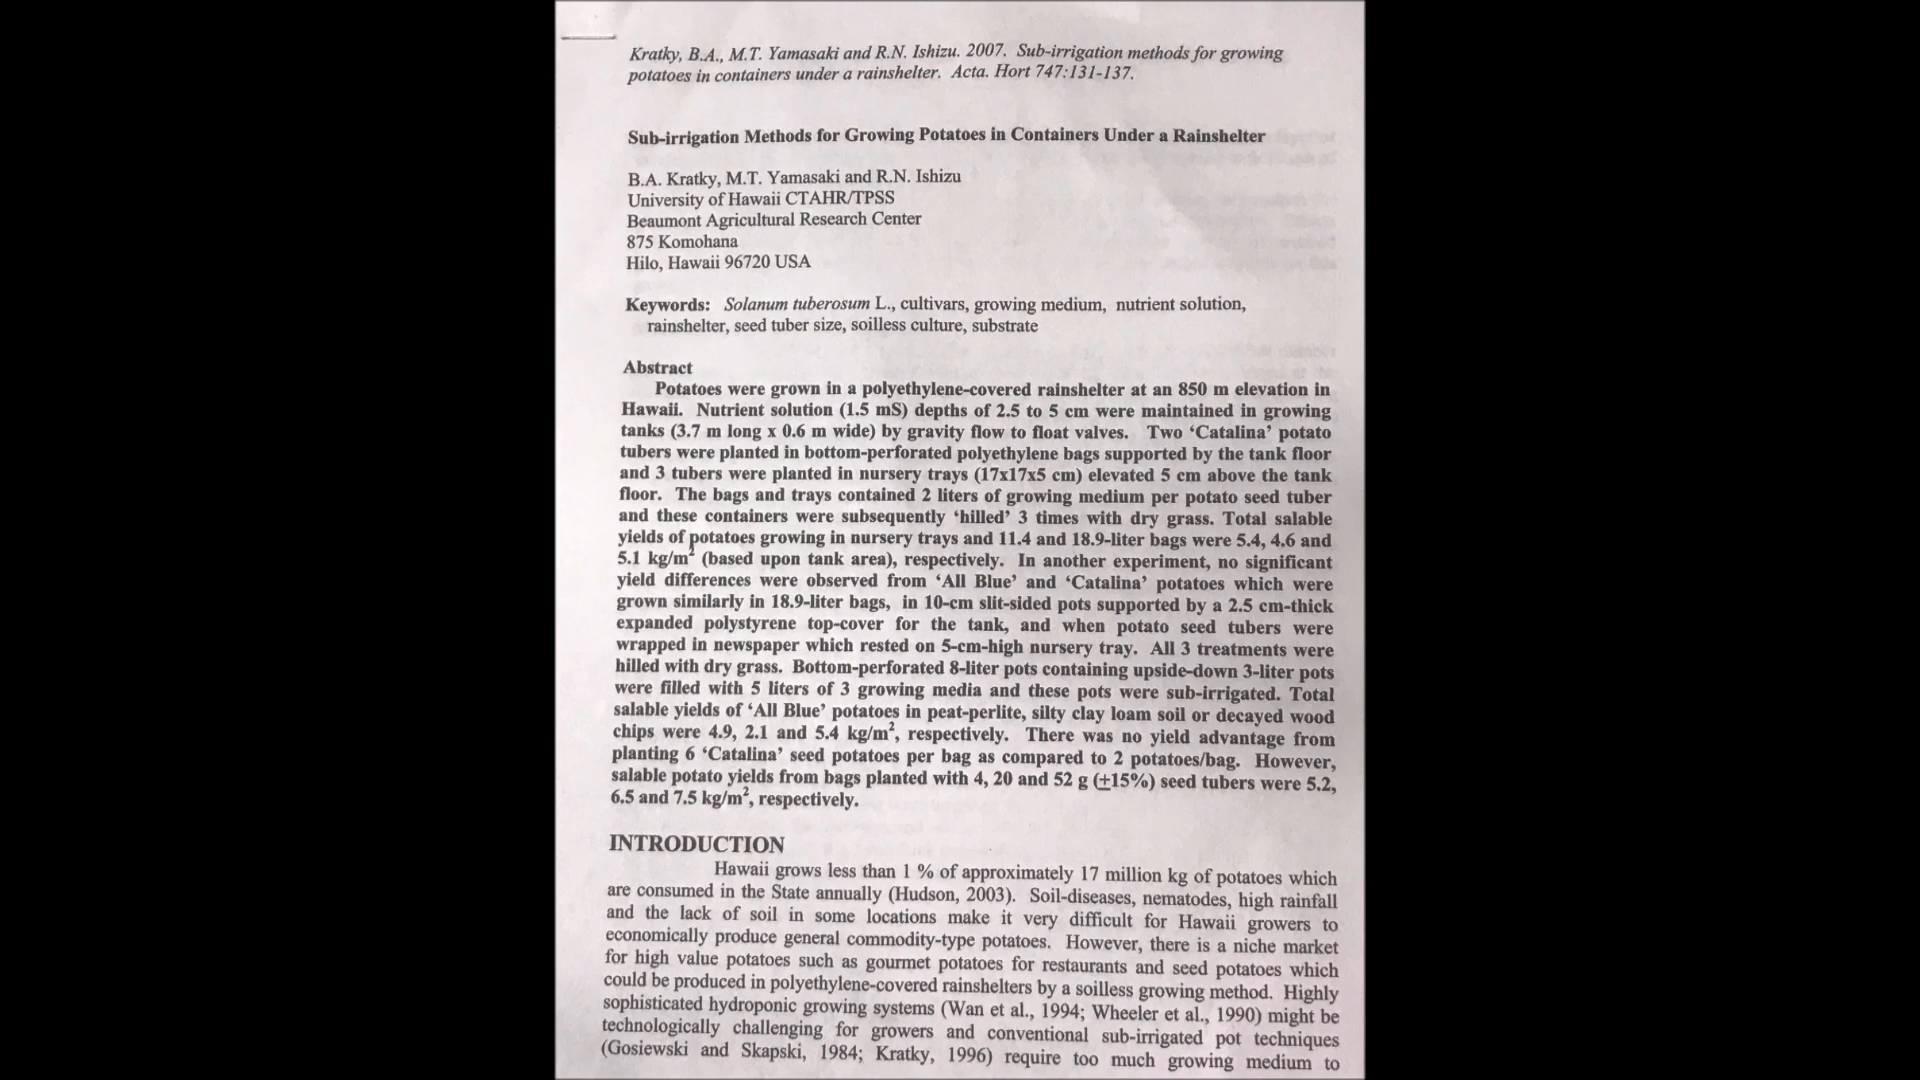 Kratky, B.A., M.T. Yamasaki and R.N. Ishizu. 2007. Sub-irrigation methods for growing
potatoes in containers under a rainshelter. Acta. Hort 747:131-137.
Sub-irrigation Methods for Growing Potatoes in Containers Under a Rainshelter
B.A. Kratky, M.T. Yamasaki and R.N. Ishizu
University of Hawaii CTAHR/TPSS
Beaumont Agricultural Research Center
875 Komohana
Hilo, Hawaii 96720 USA
Keywords: Solanum tuberosum L., cultivars, growing medium, nutrient solution,
rainshelter, seed tuber size, soilless culture, substrate
Abstract
Potatoes were grown in a polyethylene-covered rainshelter at an 850 m elevation in
Hawaii. Nutrient solution (1.5 mS) depths of 2.5 to 5 cm were maintained in growing
tanks (3.7 m long x 0.6 m wide) by gravity flow to float valves. Two ‘Catalina’ potato
tubers were planted in bottom-perforated polyethylene bags supported by the tank floor
and 3 tubers were planted in nursery trays (17x17x5 cm) elevated 5 cm above the tank
floor. The bags and trays contained 2 liters of growing medium per potato seed tuber
and these containers were subsequently ‘hilled’ 3 times with dry grass. Total salable
yields of potatoes growing in nursery trays and 11.4 and 18.9-liter bags were 5.4, 4.6 and
5.1 kg/m² (based upon tank area), respectively. In another experiment, no significant
yield differences were observed from ‘All Blue’ and ‘Catalina’ potatoes which were
grown similarly in 18.9-liter bags, in 10-cm slit-sided pots supported by a 2.5 cm-thick
expanded polystyrene top-cover for the tank, and when potato seed tubers were
wrapped in newspaper which rested on 5-cm-high nursery tray. All 3 treatments were
hilled with dry grass. Bottom-perforated 8-liter pots containing upside-down 3-liter pots
were filled with 5 liters of 3 growing media and these pots were sub-irrigated. Total
salable yields of ‘All Blue’ potatoes in peat-perlite, silty clay loam soil or decayed wood
chips were 4.9, 2.1 and 5.4 kg/m², respectively. There was no yield advantage from
planting 6 ‘Catalina’ seed potatoes per bag as compared to 2 potatoes/bag. However,
salable potato yields from bags planted with 4, 20 and 52 g (±15%) seed tubers were 5.2,
6.5 and 7.5 kg/m², respectively.
INTRODUCTION
Hawaii grows less than 1 % of approximately 17 million kg of potatoes which
are consumed in the State annually (Hudson, 2003). Soil-diseases, nematodes, high rainfall
and the lack of soil in some locations make it very difficult for Hawaii growers to
economically produce general commodity-type potatoes. However, there is a niche market
for high value potatoes such as gourmet potatoes for restaurants and seed potatoes which
could be produced in polyethylene-covered rainshelters by a soilless growing method. Highly
sophisticated hydroponic growing systems (Wan et al., 1994; Wheeler et al., 1990) might be
technologically challenging for growers and conventional sub-irrigated pot techniques
(Gosiewski and Skapski, 1984; Kratky, 1996) require too much growing medium to